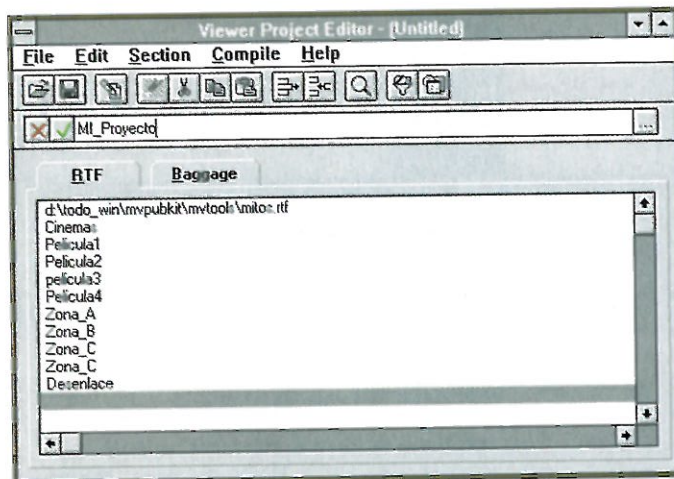 Viewer Project Editor - [Untitled]
File Edit Section Compile Help
Mt_Proyecto
...
RTF Baggage
d:\todo_win\mvpubkit\mvtools\mitos.rtf
Cinemas
Pelicula1
Pelicula2
pelicula3
Pelicula4
Zona_A
Zona_B
Zona_C
Zona_C
Desenlace